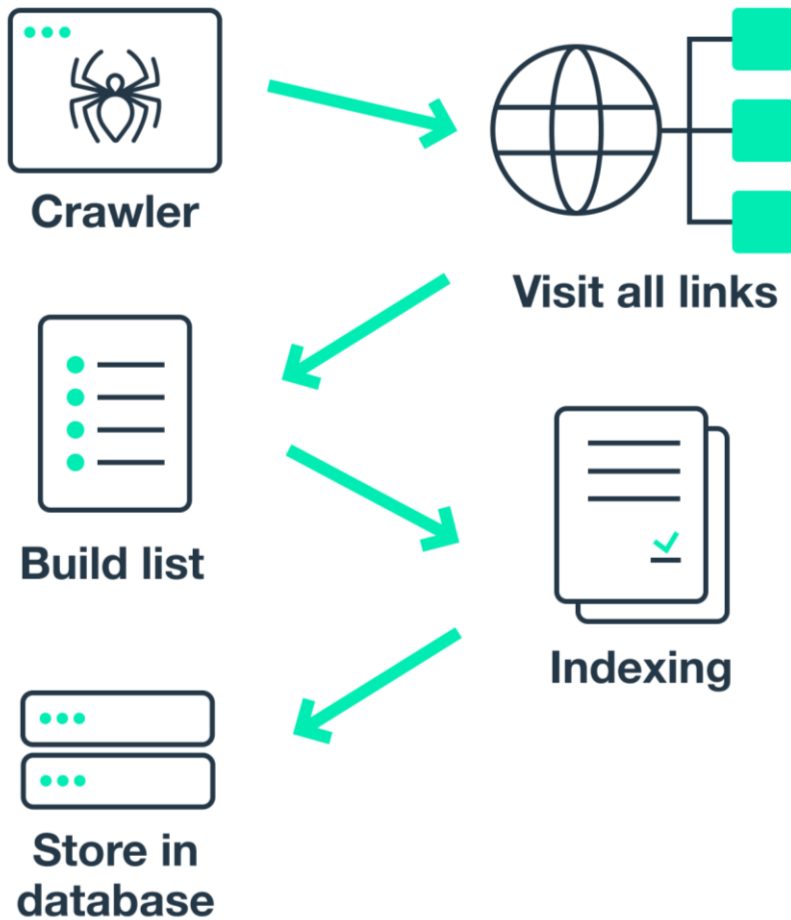 Crawler
Visit all links
Build list
Indexing
Store in
database